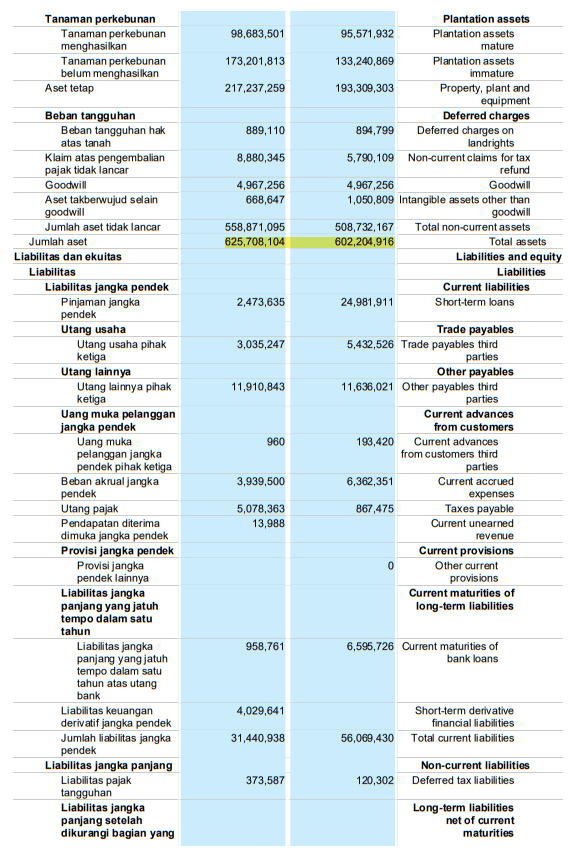 Tanaman perkebunan Plantation assets
Tanaman perkebunan 98,683,501 95,571,932 Plantation assets
menghasilkan mature
Tanaman perkebunan 173,201,813 133,240,869 Plantation assets
belum menghasilkan immature
Aset tetap 217,237,259 193,309,303 Property, plant and
equipment
Beban tangguhan Deferred charges
Beban tangguhan hak 889,110 894,799 Deferred charges on
atas tanah landrights
Klaim atas pengembalian 8,880,345 5,790,109 Non-current claims for tax
pajak tidak lancar refund
Goodwill 4,967,256 4,967,256 Goodwill
Aset takberwujud selain 668,647 1,050,809 Intangible assets other than
goodwill goodwill
Jumlah aset tidak lancar 558,871,095 508,732,167 Total non-current assets
Jumlah aset 625,708,104 602,204,916 Total assets
Liabilitas dan ekuitas Liabilities and equity
Liabilitas Liabilities
Liabilitas jangka pendek Current liabilities
Pinjaman jangka 2,473,635 24,981,911 Short-term loans
pendek
Utang usaha Trade payables
Utang usaha pihak 3,035,247 5,432,526 Trade payables third
ketiga parties
Utang lainnya Other payables
Utang lainnya pihak 11,910,843 11,636,021 Other payables third
ketiga parties
Uang muka pelanggan Current advances
jangka pendek from customers
Uang muka 960 193,420 Current advances
pelanggan jangka from customers third
pendek pihak ketiga parties
Beban akrual jangka 3,939,500 6,362,351 Current accrued
pendek expenses
Utang pajak 5,078,363 867,475 Taxes payable
Pendapatan diterima 13,988 Current unearned
dimuka jangka pendek revenue
Provisi jangka pendek Current provisions
Provisi jangka 0 Other current
pendek lainnya provisions
Liabilitas jangka Current maturities of
panjang yang jatuh long-term liabilities
tempo dalam satu
tahun
Liabilitas jangka 958,761 6,595,726 Current maturities of
panjang yang jatuh bank loans
tempo dalam satu
tahun atas utang
bank
Liabilitas keuangan 4,029,641 Short-term derivative
derivatif jangka pendek financial liabilities
Jumlah liabilitas jangka 31,440,938 56,069,430 Total current liabilities
pendek
Liabilitas jangka panjang Non-current liabilities
Liabilitas pajak 373,587 120,302 Deferred tax liabilities
tangguhan
Liabilitas jangka Long-term liabilities
panjang setelah net of current
dikurangi bagian yang maturities